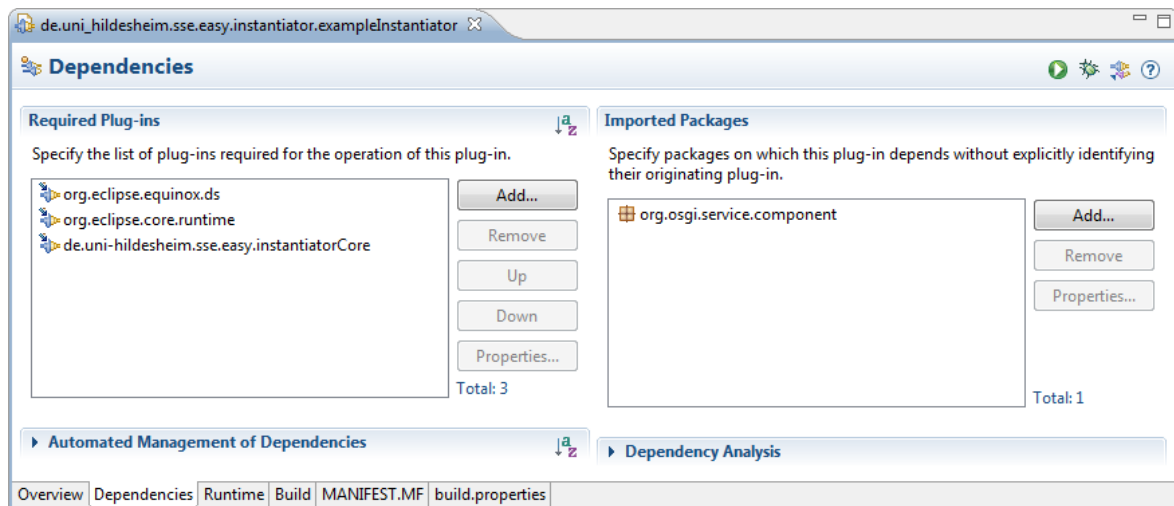 de.uni_hildesheim.sse.easy.instantiator.exampleInstantiator
Dependencies
Required Plug-ins
Specify the list of plug-ins required for the operation of this plug-in.
org.eclipse.equinox.ds
org.eclipse.core.runtime
de.uni-hildesheim.sse.easy.instantiatorCore
Add...
Remove
Up
Down
Properties...
Total: 3
Automated Management of Dependencies
Imported Packages
Specify packages on which this plug-in depends without explicitly identifying
their originating plug-in.
org.osgi.service.component
Add...
Remove
Properties...
Total: 1
Dependency Analysis
Overview Dependencies Runtime Build MANIFEST.MF build.properties